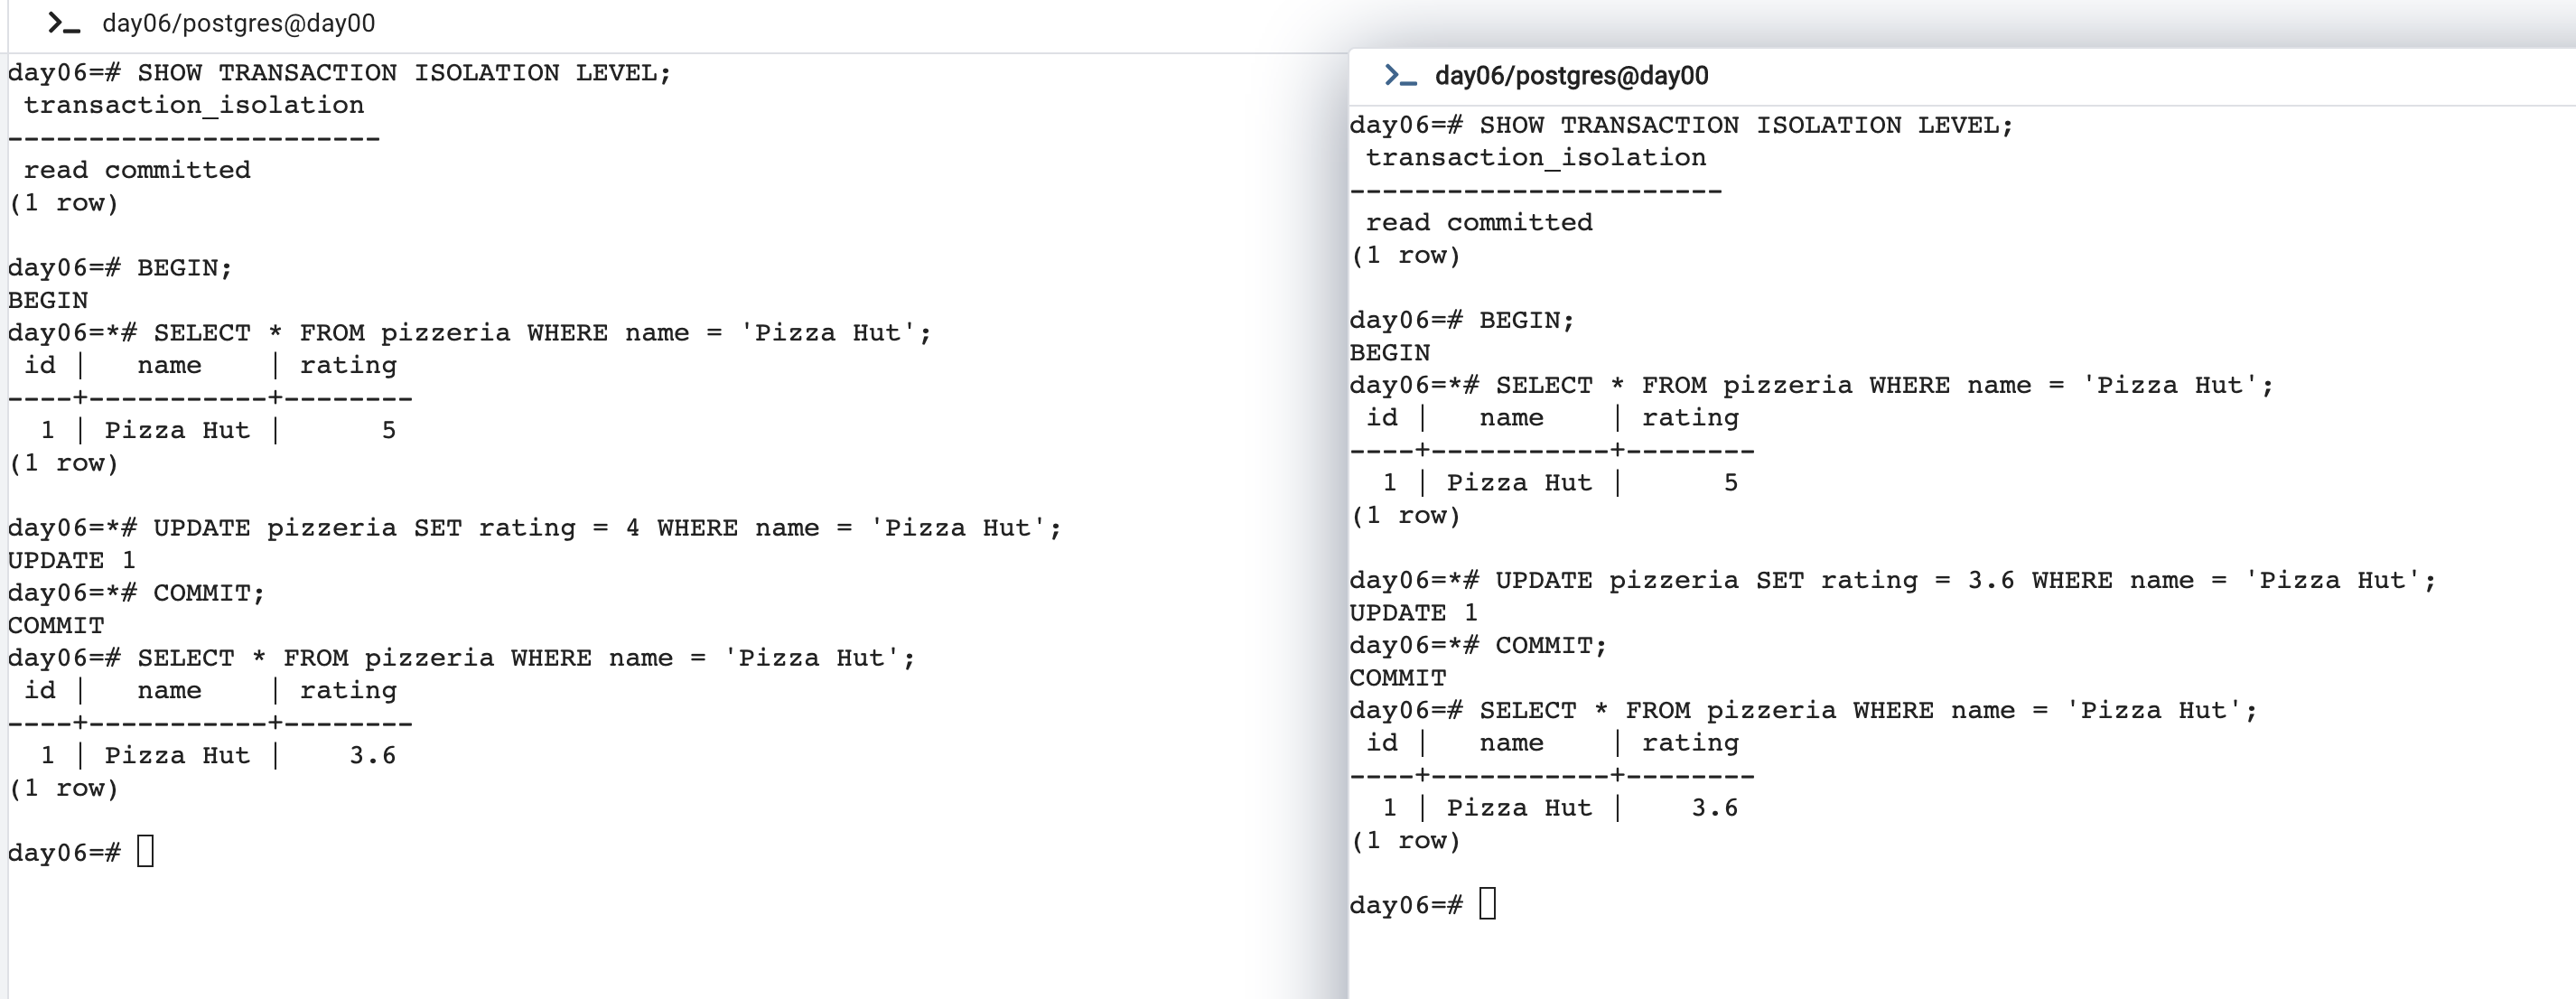 day06/postgres@day00
day06=# SHOW TRANSACTION ISOLATION LEVEL;
 transaction_isolation
-----------------------
 read committed
(1 row)

day06=# BEGIN;
BEGIN
day06=*# SELECT * FROM pizzeria WHERE name = 'Pizza Hut';
 id |   name    | rating
----+-----------+--------
  1 | Pizza Hut |      5
(1 row)

day06=*# UPDATE pizzeria SET rating = 4 WHERE name = 'Pizza Hut';
UPDATE 1
day06=*# COMMIT;
COMMIT
day06=# SELECT * FROM pizzeria WHERE name = 'Pizza Hut';
 id |   name    | rating
----+-----------+--------
  1 | Pizza Hut |    3.6
(1 row)

day06=#
day06/postgres@day00
day06=# SHOW TRANSACTION ISOLATION LEVEL;
 transaction_isolation
-----------------------
 read committed
(1 row)

day06=# BEGIN;
BEGIN
day06=*# SELECT * FROM pizzeria WHERE name = 'Pizza Hut';
 id |   name    | rating
----+-----------+--------
  1 | Pizza Hut |      5
(1 row)

day06=*# UPDATE pizzeria SET rating = 3.6 WHERE name = 'Pizza Hut';
UPDATE 1
day06=*# COMMIT;
COMMIT
day06=# SELECT * FROM pizzeria WHERE name = 'Pizza Hut';
 id |   name    | rating
----+-----------+--------
  1 | Pizza Hut |    3.6
(1 row)

day06=#